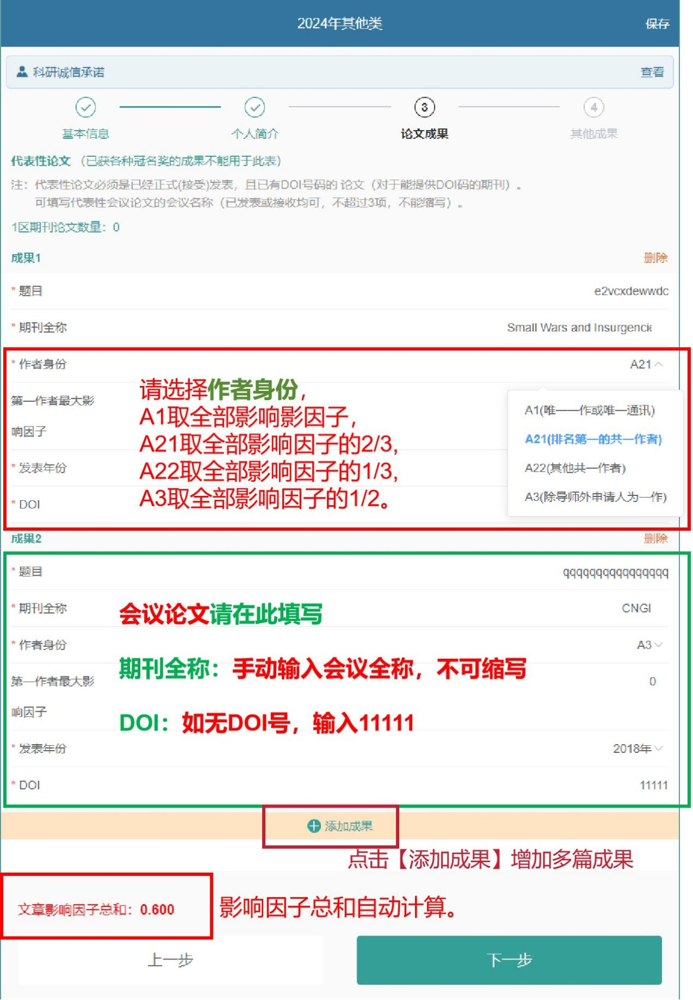 2024年其他类
保存
科研诚信承诺
查看
3
4
基本信息
个人简介
论文成果
其他成果
代表性论文 （已获各种冠名奖的成果不能用于此表）
注：代表性论文必须是已经正式(接受)发表，且已有DOI号码的 论文（对于能提供DOI码的期刊）。
可填写代表性会议论文的会议名称（已发表或接收均可，不超过3项，不能缩写）。
1区期刊论文数量：0
成果1
删除
* 题目
e2vcxdewwdc
* 期刊全称
Small Wars and Insurgencie
* 作者身份
A21
第一作者最大影
响因子
* 发表年份
* DOI
请选择作者身份，
A1取全部影响影因子，
A21取全部影响因子的2/3,
A22取全部影响因子的1/3,
A3取全部影响因子的1/2。
A1(唯一一作或唯一通讯)
A21(排名第一的共一作者)
A22(其他共一作者)
A3(除导师外申请人为一作)
成果2
删除
* 题目
qqqqqqqqqqqqqqqq
* 期刊全称
CNGI
会议论文请在此填写
* 作者身份
A3
期刊全称：手动输入会议全称，不可缩写
第一作者最大影
响因子
0
DOI：如无DOI号，输入11111
* 发表年份
2018年
* DOI
11111
添加成果
点击【添加成果】增加多篇成果
文章影响因子总和：0.600
影响因子总和自动计算。
上一步
下一步